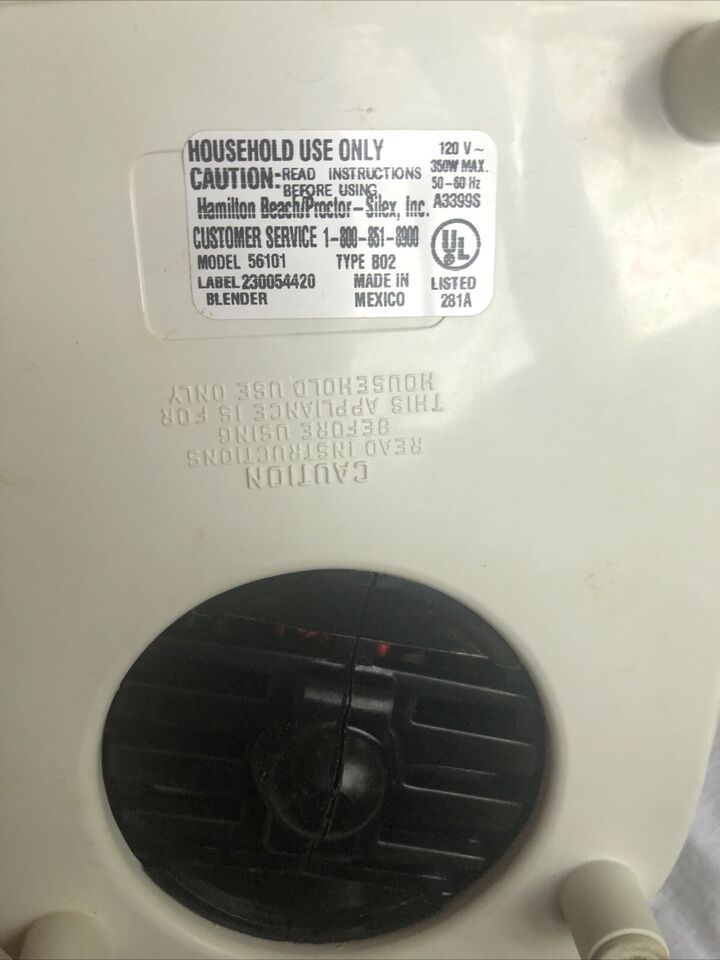 HOUSEHOLD USE ONLY
CAUTION: READ INSTRUCTIONS
BEFORE USING.
Hamilton Beach/Proctor-Silex, Inc.
CUSTOMER SERVICE 1-800-851-8900
MODEL 56101 TYPE B02
LABEL 230054420 MADE IN
BLENDER MEXICO
120 V~
350W MAX.
50-60 Hz
A3399S
UL
LISTED
281A
CAUTION
READ INSTRUCTIONS
BEFORE USING
THIS APPLIANCE IS FOR
HOUSEHOLD USE ONLY